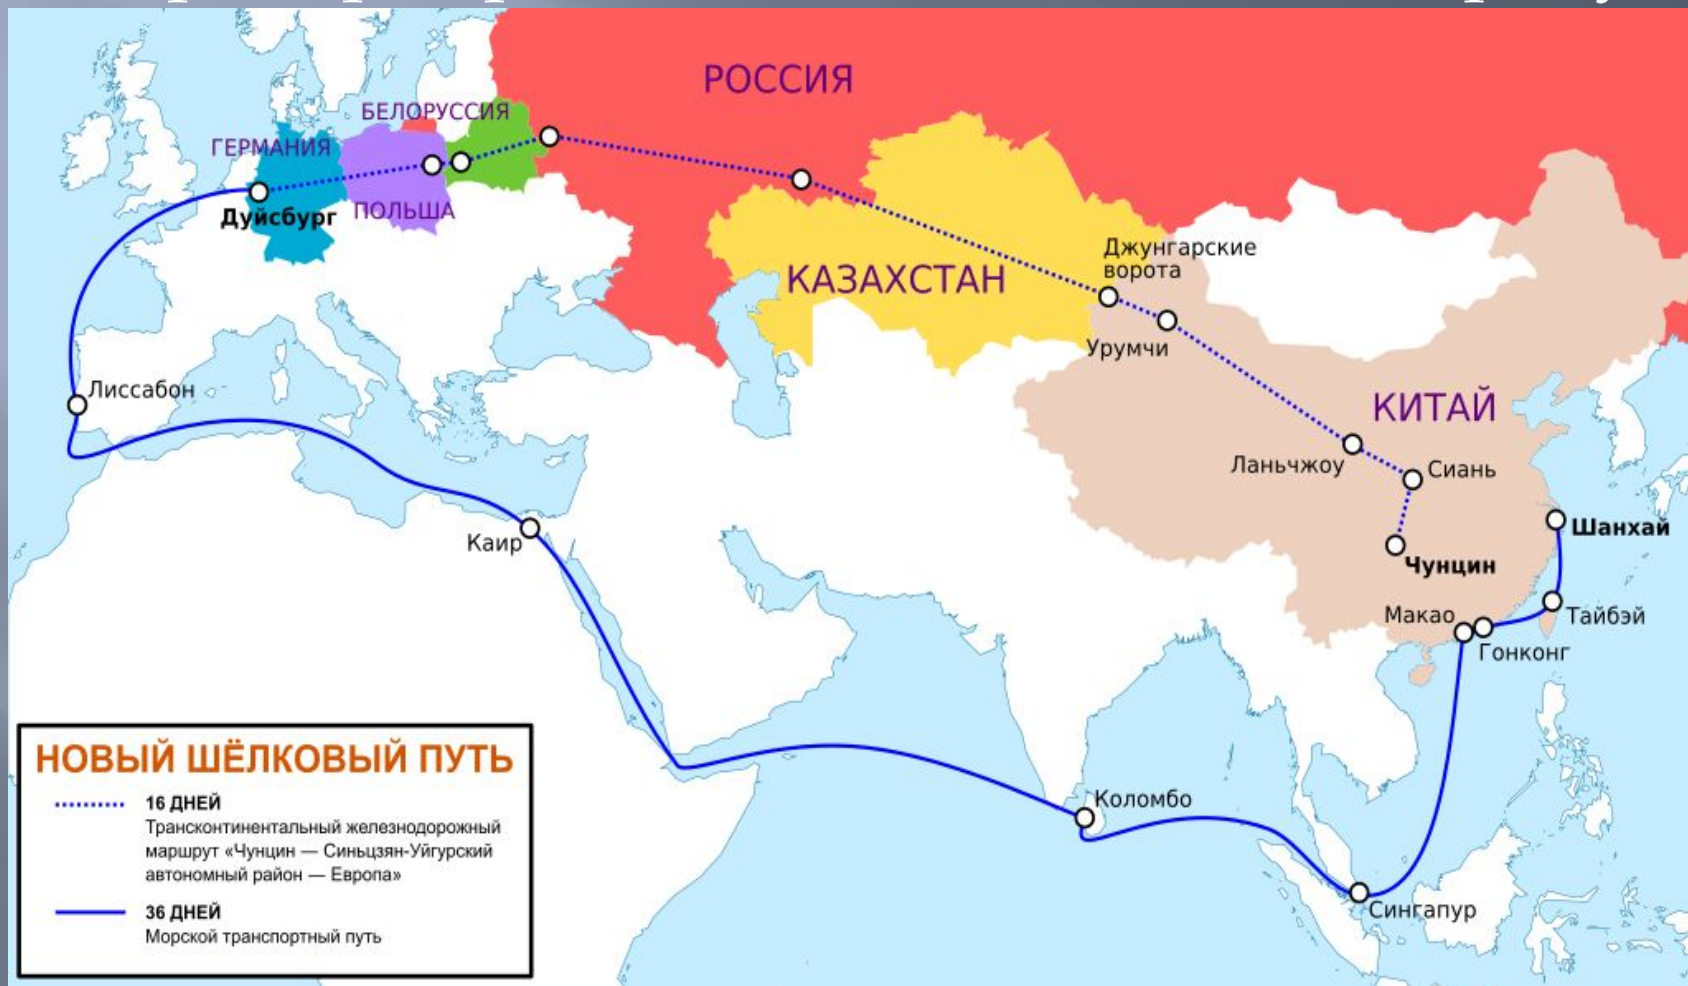 РОССИЯ
БЕЛОРУССИЯ
ГЕРМАНИЯ
ПОЛЬША
Дуйсбург
Джунгарские
ворота
КАЗАХСТАН
Урумчи
Лиссабон
КИТАЙ
Ланьчжоу
Сиань
Шанхай
Каир
Чунцин
Макао
Тайбэй
Гонконг
Коломбо
Сингапур
НОВЫЙ ШЁЛКОВЫЙ ПУТЬ
16 ДНЕЙ
Трансконтинентальный железнодорожный
маршрут «Чунцин — Синьцзян-Уйгурский
автономный район — Европа»
36 ДНЕЙ
Морской транспортный путь